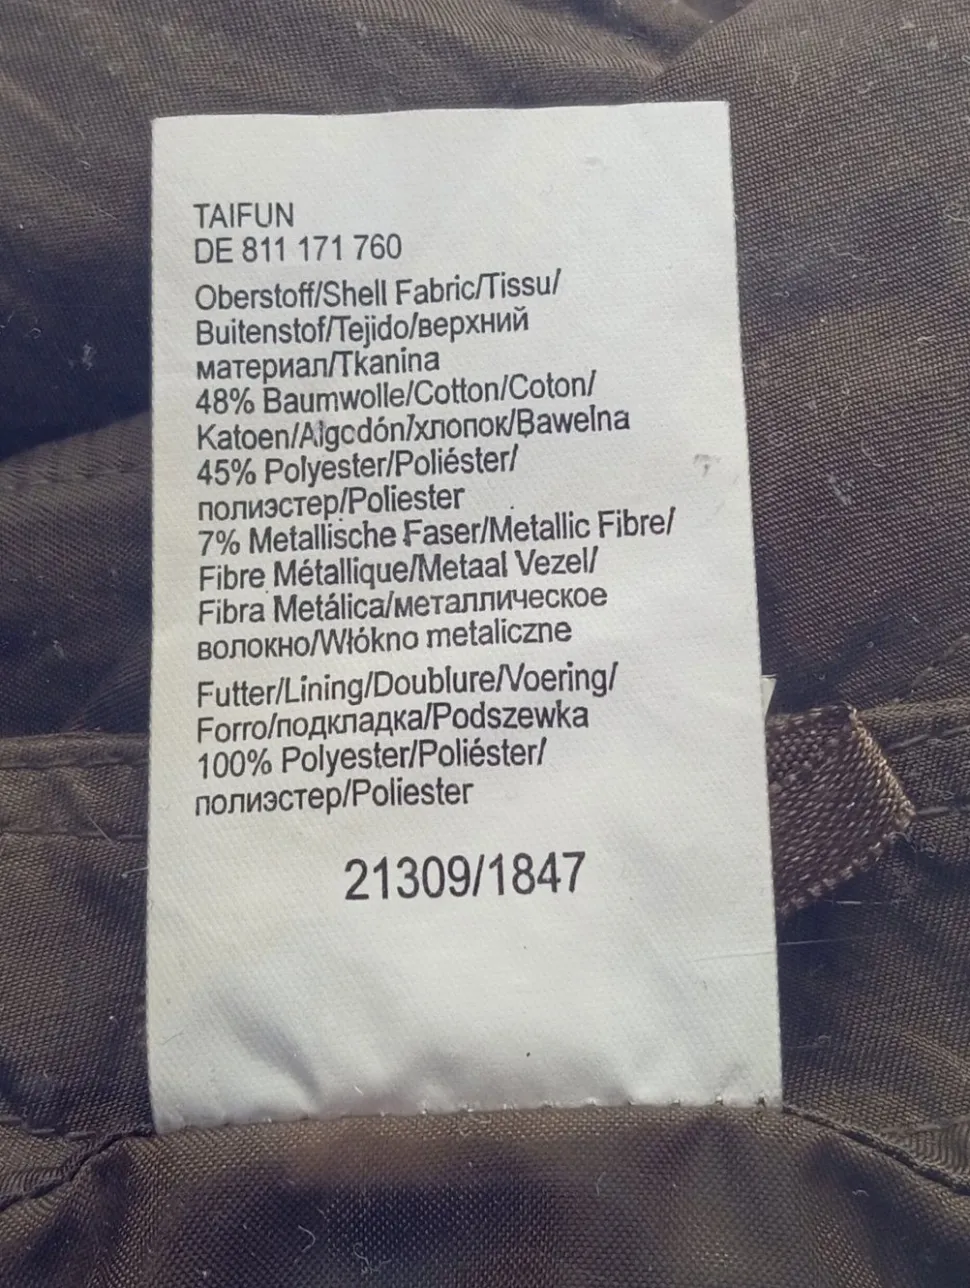 TAIFUN
DE 811 171 760
Oberstoff/Shell Fabric/Tissu/
Buitenstof/Tejido/верхний
материал/Tkanina
48% Baumwolle/Cotton/Coton/
Katoen/Algodón/хлопок/Bawełna
45% Polyester/Poliéster/
полиэстер/Poliester
7% Metallische Faser/Metallic Fibre/
Fibre Métallique/Metaal Vezel/
Fibra Metálica/металлическое
волокно/Włókno metaliczne
Futter/Lining/Doublure/Voering/
Forro/подкладка/Podszewka
100% Polyester/Poliéster/
полиэстер/Poliester
21309/1847